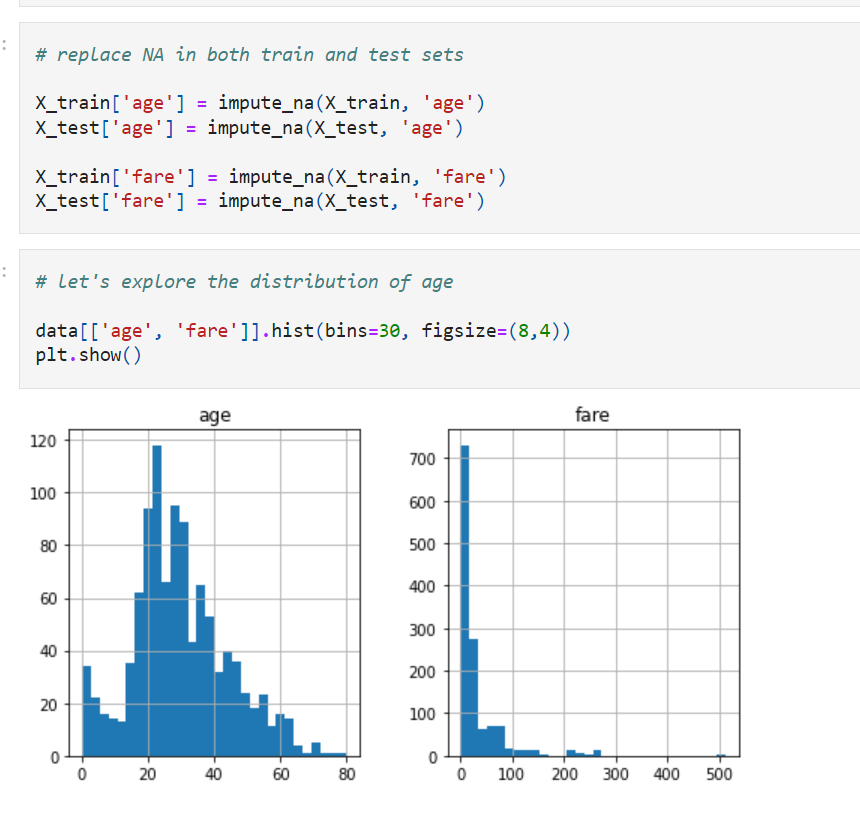 :
# replace NA in both train and test sets
X_train['age'] = impute_na(X_train, 'age')
X_test['age'] = impute_na(X_test, 'age')
X_train['fare'] = impute_na(X_train, 'fare')
X_test['fare'] = impute_na(X_test, 'fare')
:
# let's explore the distribution of age
data[['age', 'fare']].hist(bins=30, figsize=(8,4))
plt.show()
age
120
100
80
60
40
20
0
0 20 40 60 80
fare
700
600
500
400
300
200
100
0
0 100 200 300 400 500